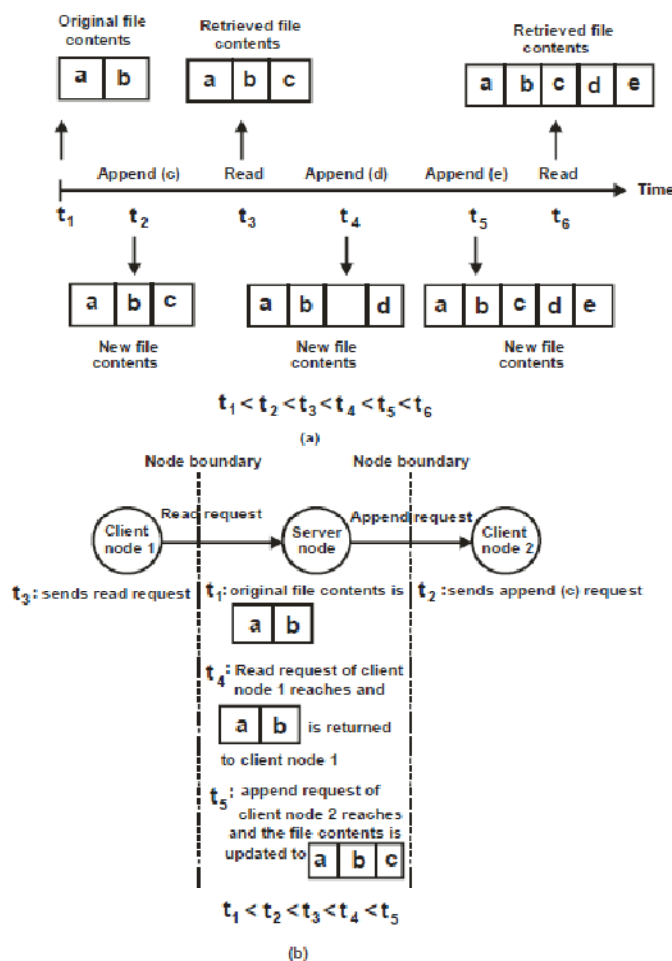 Original file contents
Retrieved file contents
Retrieved file contents
a b
a b c
a b c d e
Append (c) Read Append (d) Append (e) Read
Time
t1 t2 t3 t4 t5 t6
a b c
a b d
a b c d e
New file contents
New file contents
New file contents
t1 < t2 < t3 < t4 < t5 < t6
(a)
Node boundary Node boundary
Client node 1
Read request
Server node
Append request
Client node 2
t3: sends read request
t1: original file contents is
a b
t2: sends append (c) request
t4: Read request of client
node 1 reaches and
a b is returned
to client node 1
t5: append request of
client node 2 reaches
and the file contents is
updated to a b c
t1 < t2 < t3 < t4 < t5
(b)